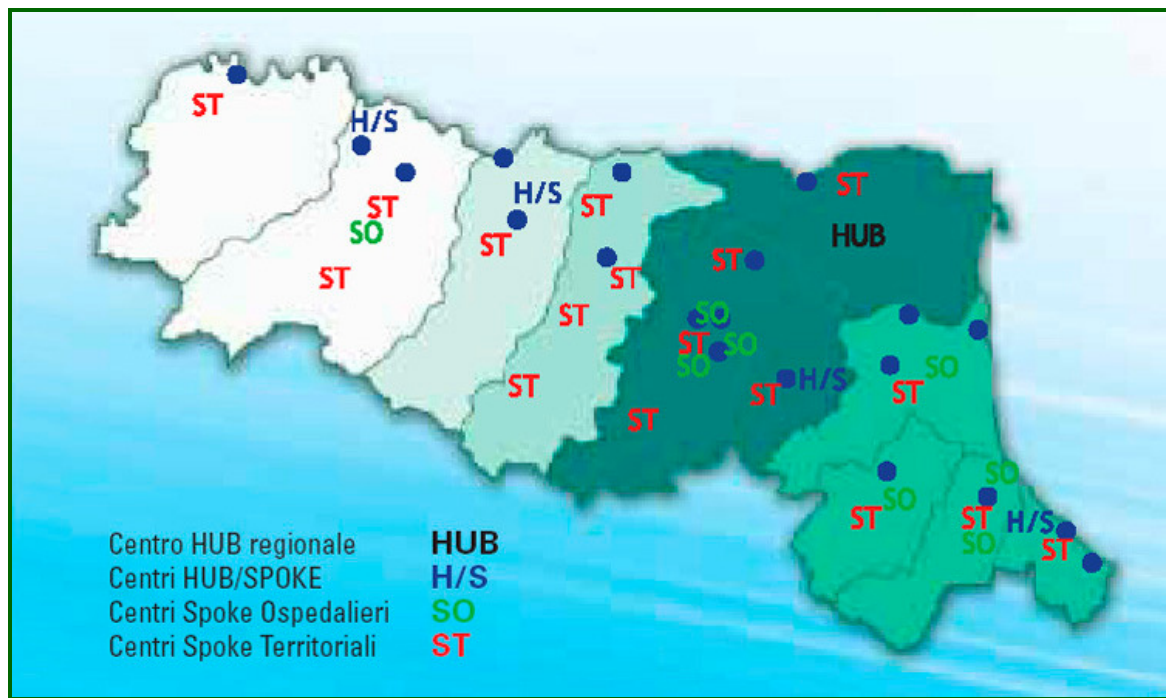 ST
H/S
ST
SO
ST
H/S
ST
ST
ST
ST
ST
ST
HUB
ST
SO
ST
SO
SO
ST
H/S
ST
SO
ST
SO
ST
SO
ST
SO
H/S
ST
Centro HUB regionale HUB
Centri HUB/SPOKE H/S
Centri Spoke Ospedalieri SO
Centri Spoke Territoriali ST